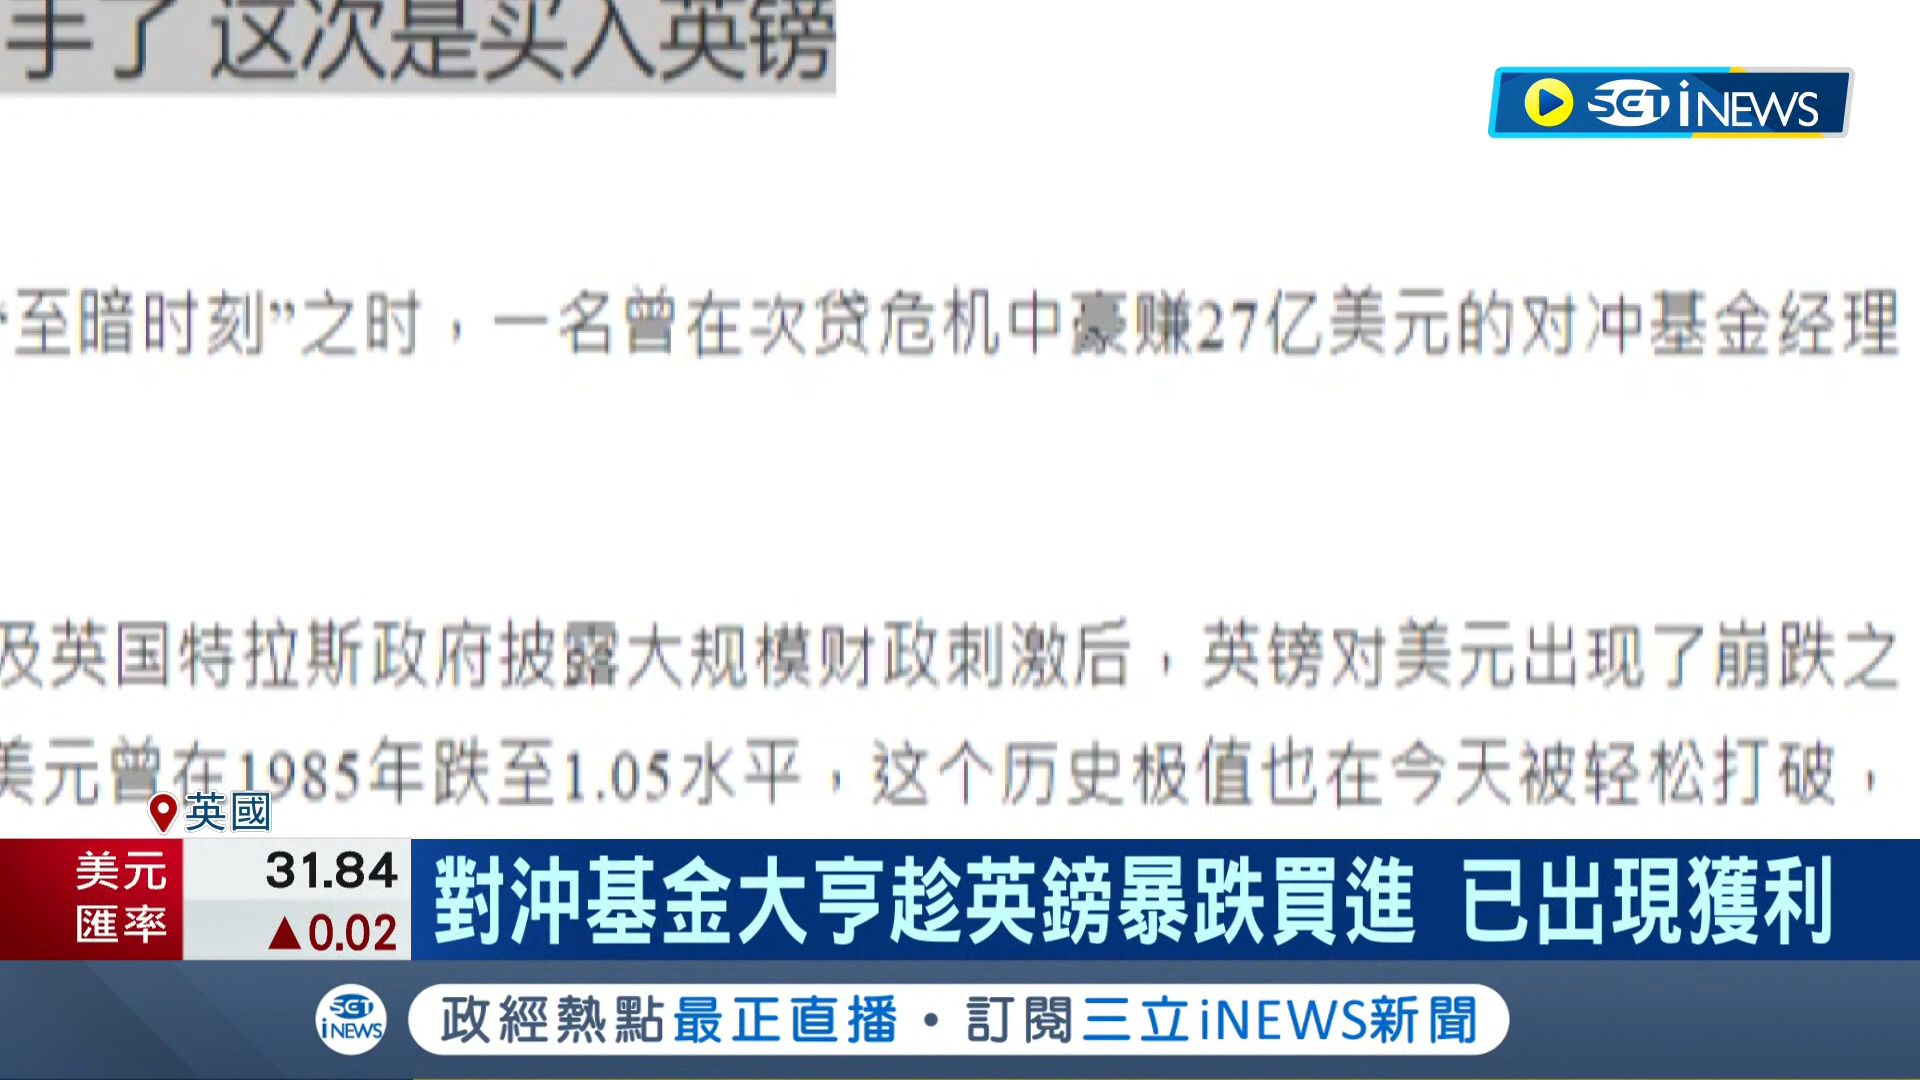 手了 这次是买入英镑
SET iNEWS
“至暗时刻”之时，一名曾在次贷危机中豪赚27亿美元的对冲基金经理
及英国特拉斯政府披露大规模财政刺激后，英镑对美元出现了崩跌之
美元曾在1985年跌至1.05水平，这个历史极值也在今天被轻松打破，
英國
美元
匯率
31.84
▲0.02
對沖基金大亨趁英鎊暴跌買進 已出現獲利
SET iNEWS
政經熱點最正直播・訂閱三立iNEWS新聞